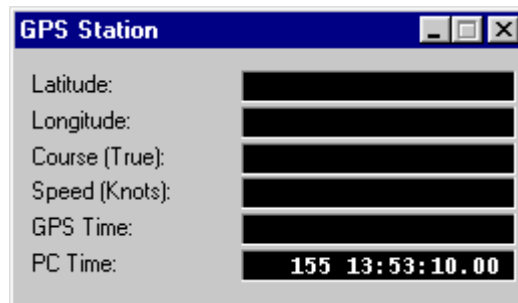 GPS Station
Latitude:
Longitude:
Course (True):
Speed (Knots):
GPS Time:
PC Time: 155 13:53:10.00